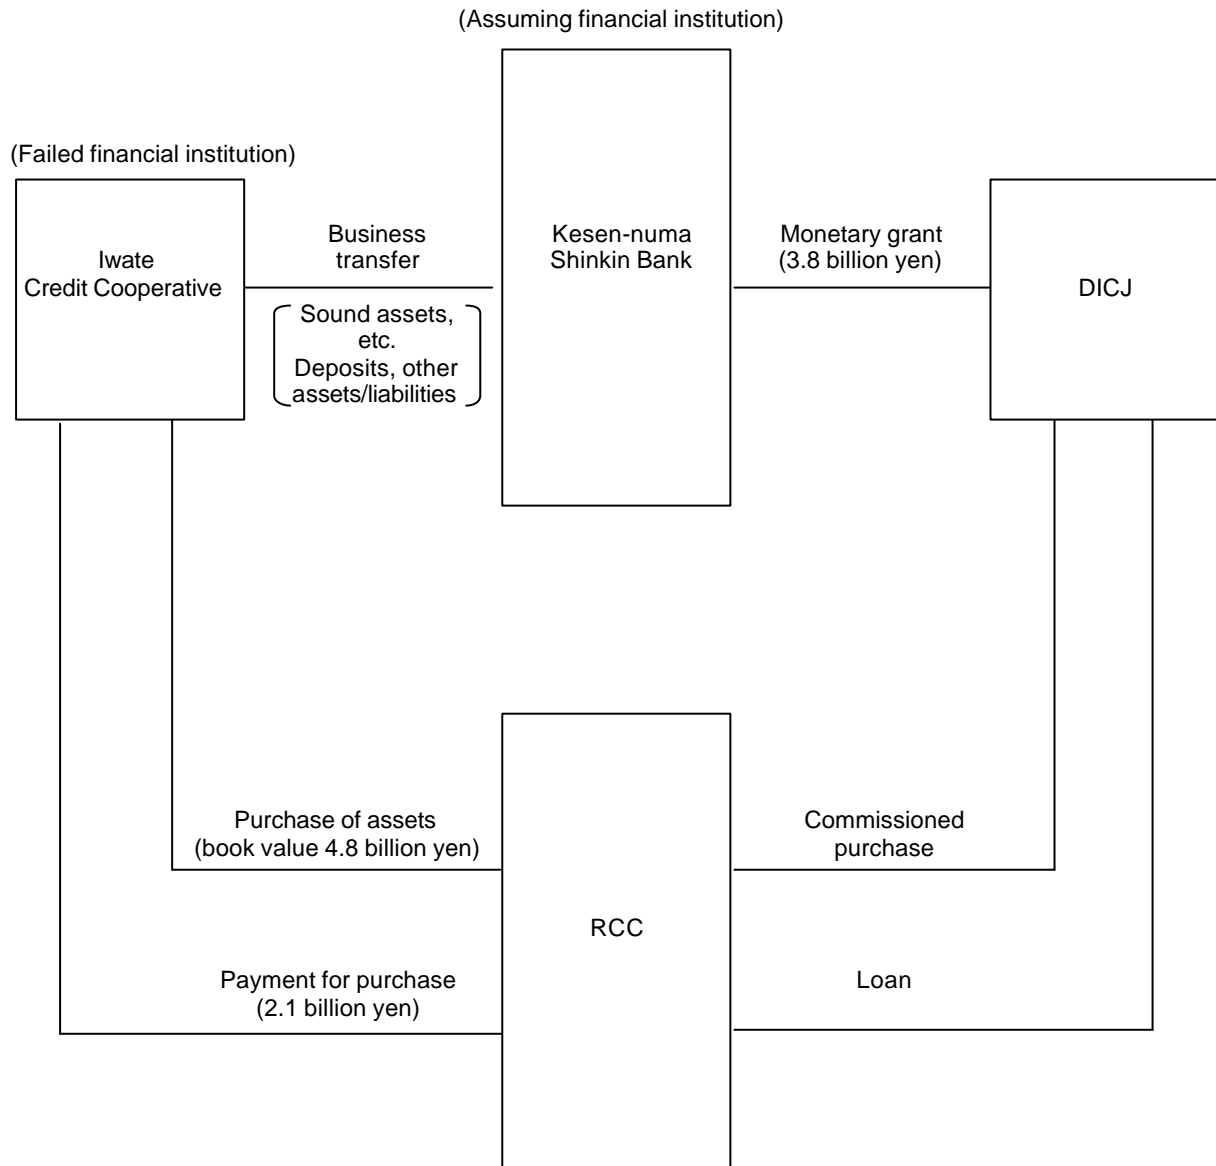 (Assuming financial institution)
(Failed financial institution)
Iwate
Credit Cooperative
Business
transfer
Sound assets,
etc.
Deposits, other
assets/liabilities
Kesen-numa
Shinkin Bank
Monetary grant
(3.8 billion yen)
DICJ
Purchase of assets
(book value 4.8 billion yen)
Commissioned
purchase
RCC
Payment for purchase
(2.1 billion yen)
Loan